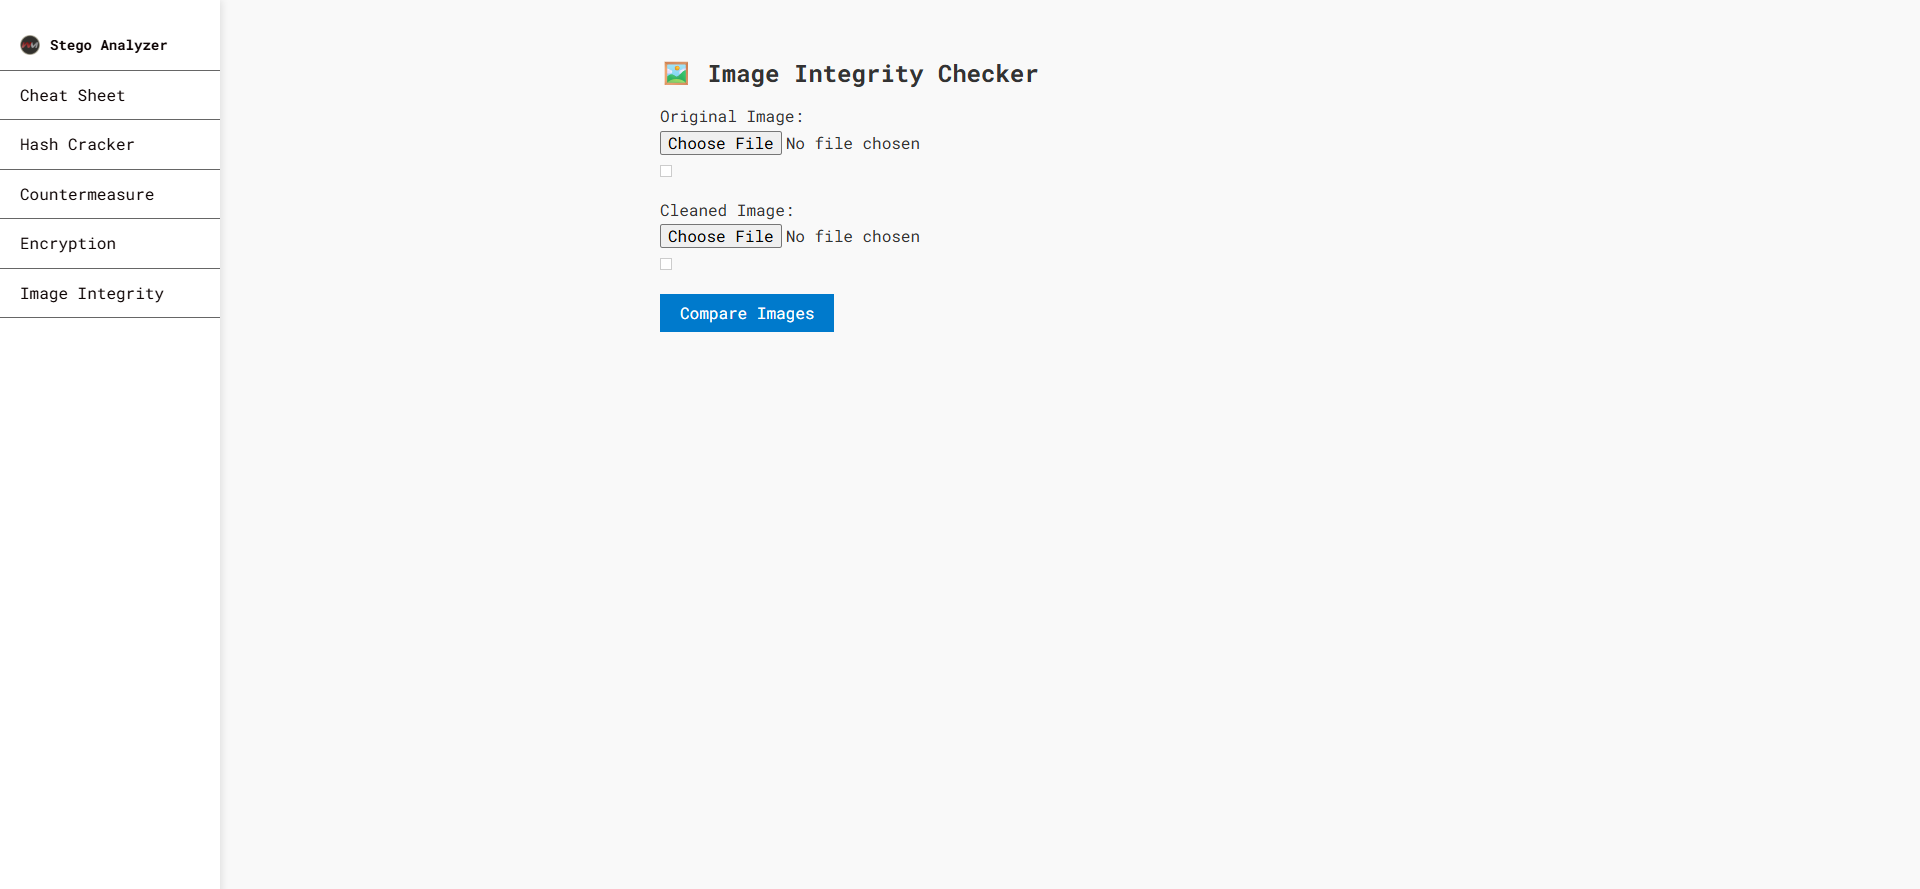 Stego Analyzer
Cheat Sheet
Hash Cracker
Countermeasure
Encryption
Image Integrity
Image Integrity Checker
Original Image:
Choose File No file chosen
Cleaned Image:
Choose File No file chosen
Compare Images